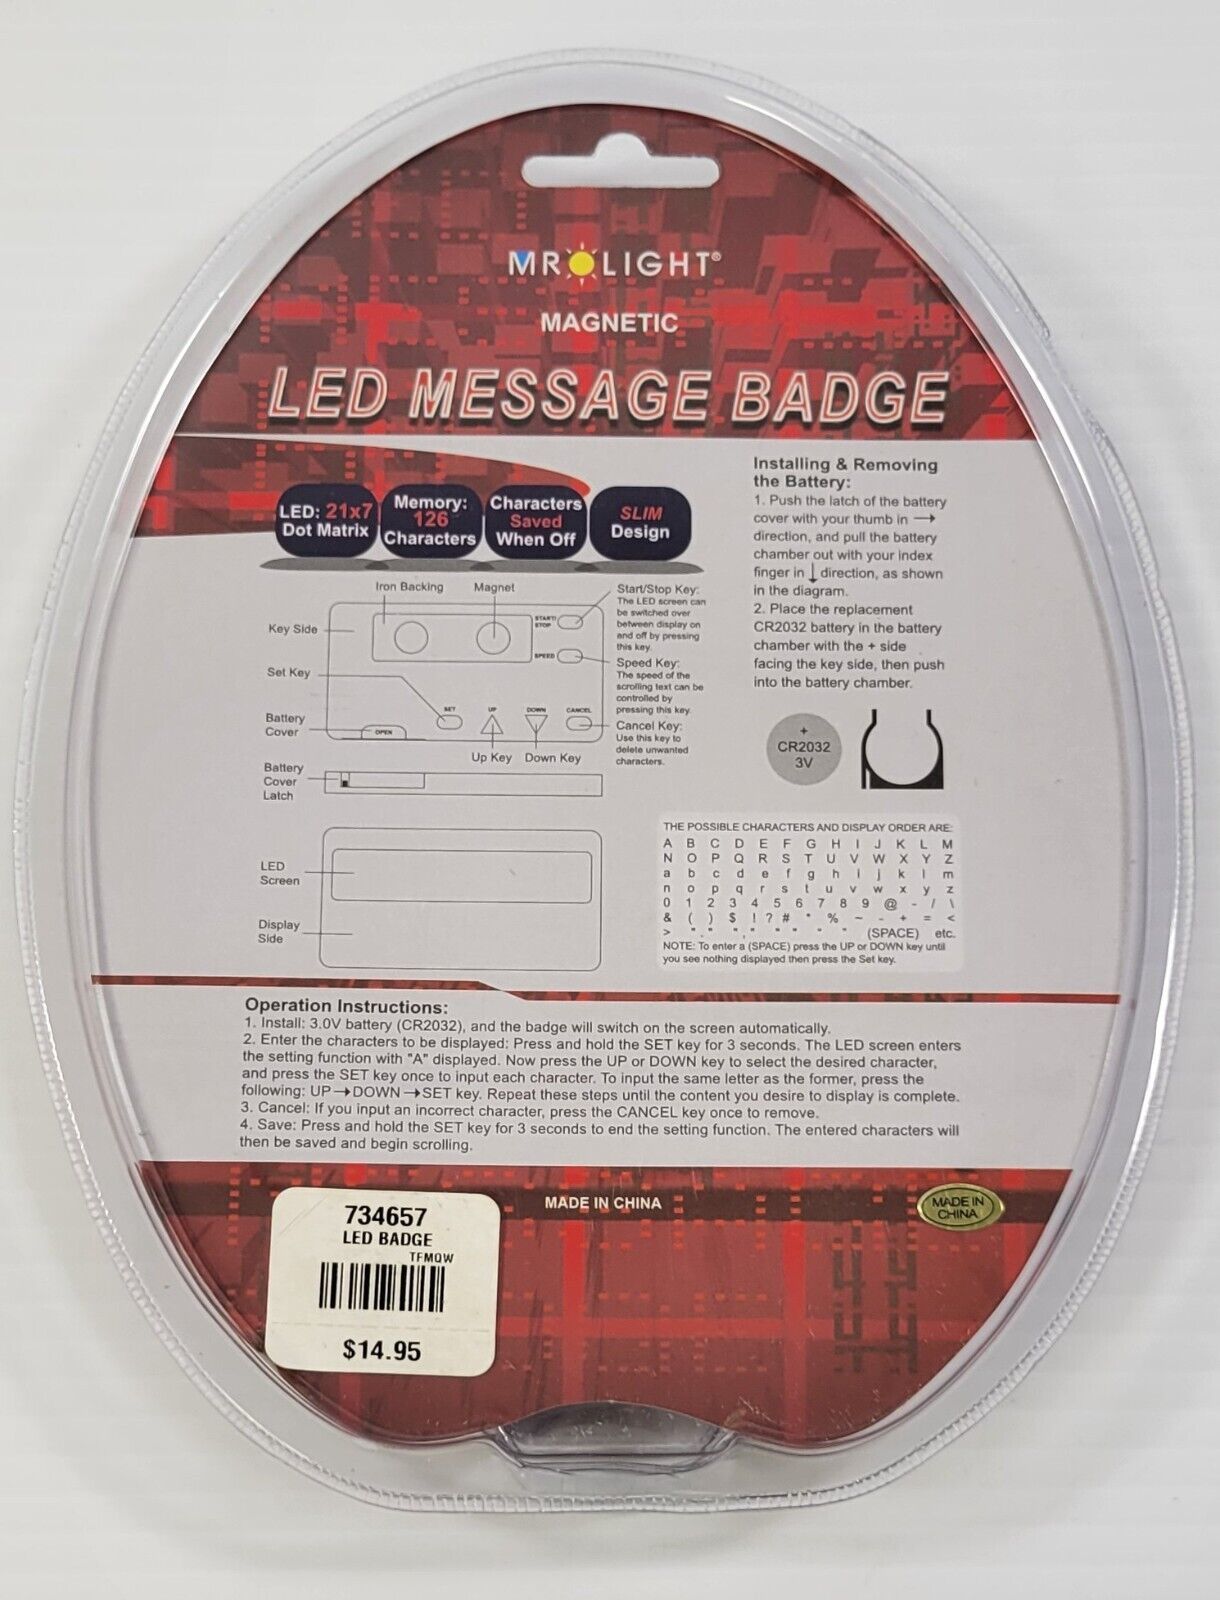 MR LIGHT®
MAGNETIC
LED MESSAGE BADGE
LED: 21x7
Dot Matrix
Memory:
126
Characters
Characters
Saved
When Off
SLIM
Design
Iron Backing
Magnet
Key Side
Set Key
Battery
Cover
Battery
Cover
Latch
START/
STOP
SPEED
SET
UP
DOWN
CANCEL
OPEN
Up Key
Down Key
Start/Stop Key:
The LED screen can
be switched over
between display on
and off by pressing
this key.
Speed Key:
The speed of the
scrolling text can be
controlled by
pressing this key.
Cancel Key:
Use this key to
delete unwanted
characters.
LED
Screen
Display
Side
Installing & Removing
the Battery:
1. Push the latch of the battery
cover with your thumb in →
direction, and pull the battery
chamber out with your index
finger in ↓ direction, as shown
in the diagram.
2. Place the replacement
CR2032 battery in the battery
chamber with the + side
facing the key side, then push
into the battery chamber.
+
CR2032
3V
THE POSSIBLE CHARACTERS AND DISPLAY ORDER ARE:
A B C D E F G H I J K L M
N O P Q R S T U V W X Y Z
a b c d e f g h i j k l m
n o p q r s t u v w x y z
0 1 2 3 4 5 6 7 8 9 @ - / \
& ( ) $ ! ? # * % ~ - + = <
> "." "," (SPACE) etc.
NOTE: To enter a (SPACE) press the UP or DOWN key until
you see nothing displayed then press the Set key.
Operation Instructions:
1. Install: 3.0V battery (CR2032), and the badge will switch on the screen automatically.
2. Enter the characters to be displayed: Press and hold the SET key for 3 seconds. The LED screen enters
the setting function with "A" displayed. Now press the UP or DOWN key to select the desired character,
and press the SET key once to input each character. To input the same letter as the former, press the
following: UP→DOWN→SET key. Repeat these steps until the content you desire to display is complete.
3. Cancel: If you input an incorrect character, press the CANCEL key once to remove.
4. Save: Press and hold the SET key for 3 seconds to end the setting function. The entered characters will
then be saved and begin scrolling.
MADE IN CHINA
MADE IN
CHINA
734657
LED BADGE
TFMQW
$14.95